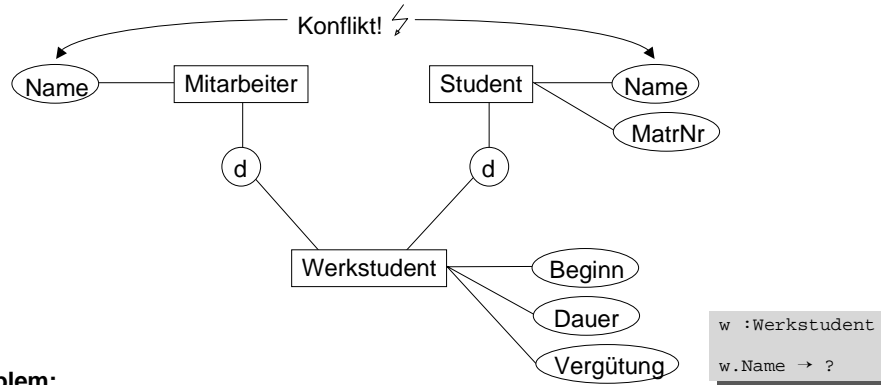 Konflikt!
Name
Mitarbeiter
Student
Name
MatrNr
d
d
Werkstudent
Beginn
Dauer
Vergütung
w :Werkstudent
w.Name → ?